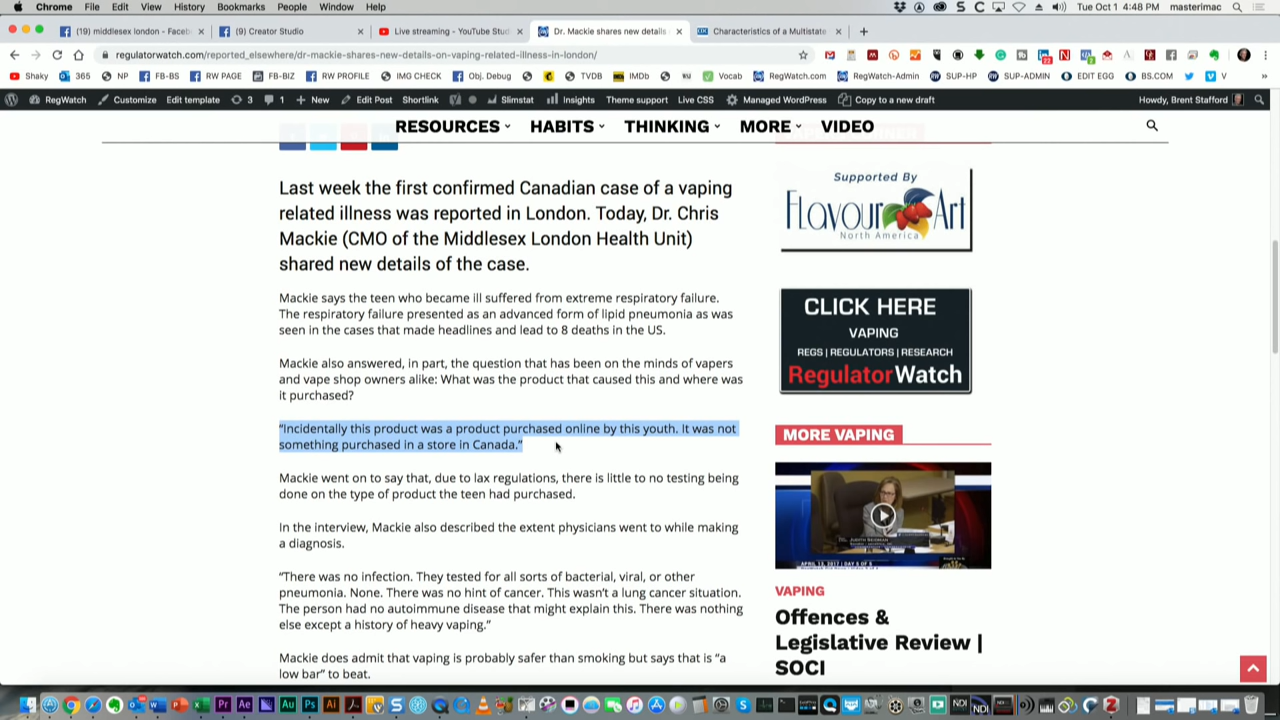 Chrome File Edit View History Bookmarks People Window Help
Tue Oct 1 4:48 PM masterimac
(19) middlesex london - Faceb
(9) Creator Studio
Live streaming - YouTube Stud
Dr. Mackie shares new details
Characteristics of a Multistate
regulatorwatch.com/reported_elsewhere/dr-mackie-shares-new-details-on-vaping-related-illness-in-london/
Shaky 365 NP FB-BS RW PAGE FB-BIZ RW PROFILE IMG CHECK Obj. Debug TVDB IMDb Vocab RegWatch.com RegWatch-Admin SUP-HP SUP-ADMIN EDIT EGG BS.COM V
RegWatch Customize Edit template 3 1 New Edit Post Shortlink Slimstat Insights Theme support Live CSS Managed WordPress Copy to a new draft Howdy, Brent Stafford
RESOURCES HABITS THINKING MORE VIDEO
Last week the first confirmed Canadian case of a vaping
related illness was reported in London. Today, Dr. Chris
Mackie (CMO of the Middlesex London Health Unit)
shared new details of the case.
Mackie says the teen who became ill suffered from extreme respiratory failure.
The respiratory failure presented as an advanced form of lipid pneumonia as was
seen in the cases that made headlines and lead to 8 deaths in the US.
Mackie also answered, in part, the question that has been on the minds of vapers
and vape shop owners alike: What was the product that caused this and where was
it purchased?
“Incidentally this product was a product purchased online by this youth. It was not
something purchased in a store in Canada.”
Mackie went on to say that, due to lax regulations, there is little to no testing being
done on the type of product the teen had purchased.
In the interview, Mackie also described the extent physicians went to while making
a diagnosis.
“There was no infection. They tested for all sorts of bacterial, viral, or other
pneumonia. None. There was no hint of cancer. This wasn’t a lung cancer situation.
The person had no autoimmune disease that might explain this. There was nothing
else except a history of heavy vaping.”
Mackie does admit that vaping is probably safer than smoking but says that is “a
low bar” to beat.
Supported By
Flavour Art
North America
CLICK HERE
VAPING
REGS | REGULATORS | RESEARCH
RegulatorWatch
MORE VAPING
APRIL 12, 2017 | DAY 5 OF 6
VAPING
Offences &
Legislative Review |
SOCI